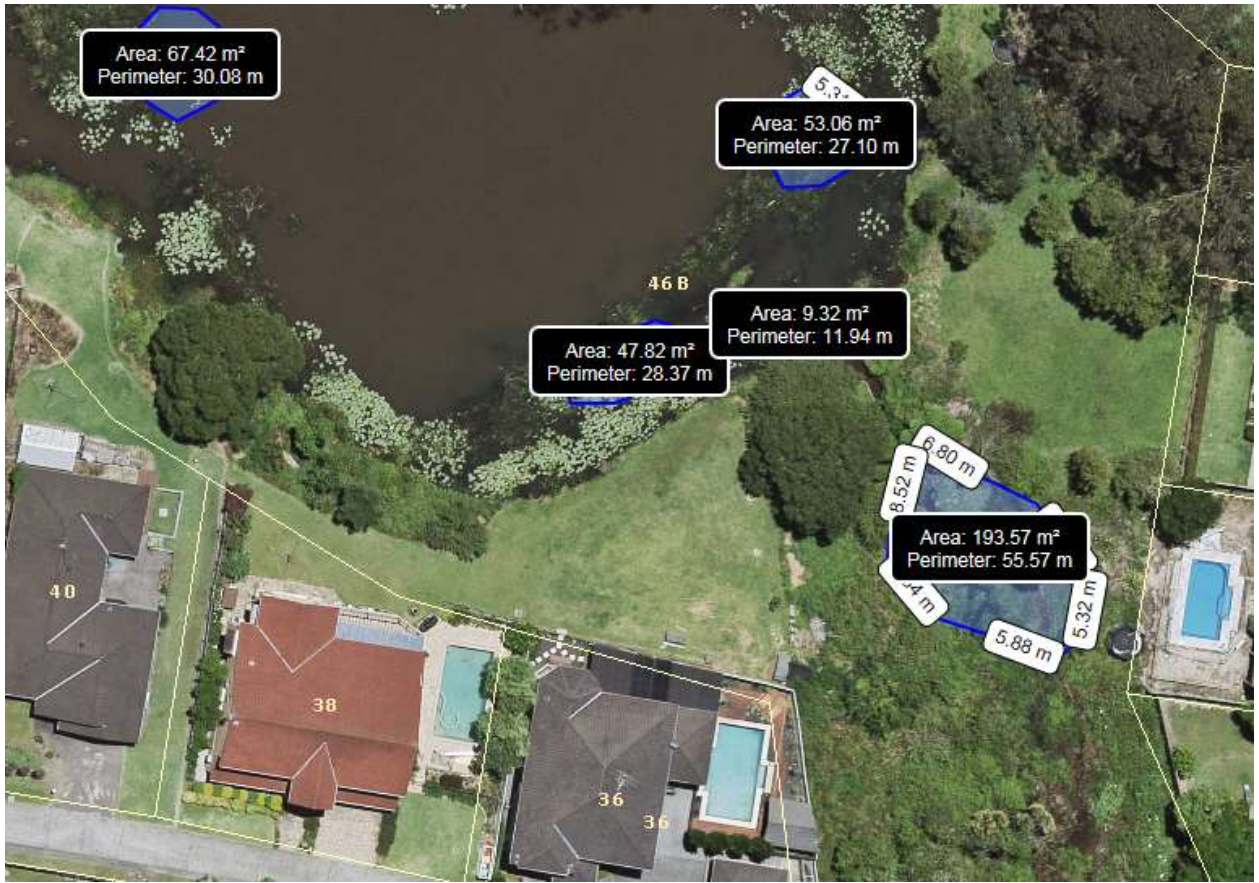 Area: 67.42 m²
Perimeter: 30.08 m
Area: 53.06 m²
Perimeter: 27.10 m
46 B
Area: 9.32 m²
Perimeter: 11.94 m
Area: 47.82 m²
Perimeter: 28.37 m
6.80 m
8.52 m
Area: 193.57 m²
Perimeter: 55.57 m
5.32 m
5.88 m
40
38
36
36